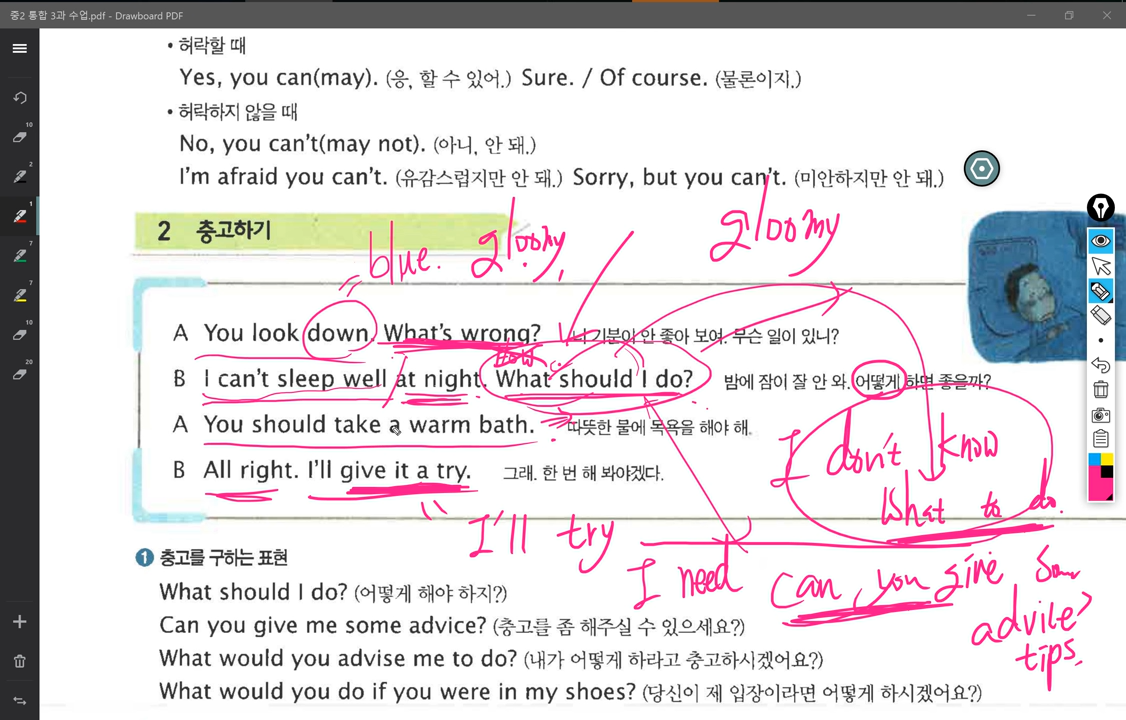 중2 통합 3과 수업.pdf - Drawboard PDF
• 허락할 때
Yes, you can(may). (응, 할 수 있어.) Sure. / Of course. (물론이지.)
• 허락하지 않을 때
No, you can't(may not). (아니, 안 돼.)
I'm afraid you can't. (유감스럽지만 안 돼.) Sorry, but you can't. (미안하지만 안 돼.)
2 충고하기
blue. gloomy,
gloomy
A You look down. What's wrong? 너 기분이 안 좋아 보여. 무슨 일이 있니?
How
B I can't sleep well at night. What should I do? 밤에 잠이 잘 안 와. 어떻게 하면 좋을까?
A You should take a warm bath. 따뜻한 물에 목욕을 해야 해.
I don't know
B All right. I'll give it a try. 그래. 한 번 해 봐야겠다.
What to do.
I'll try
1 충고를 구하는 표현
I need
Can you give some
advice?
tips.
What should I do? (어떻게 해야 하지?)
Can you give me some advice? (충고를 좀 해주실 수 있으세요?)
What would you advise me to do? (내가 어떻게 하라고 충고하시겠어요?)
What would you do if you were in my shoes? (당신이 제 입장이라면 어떻게 하시겠어요?)
10
2
1
7
7
10
20